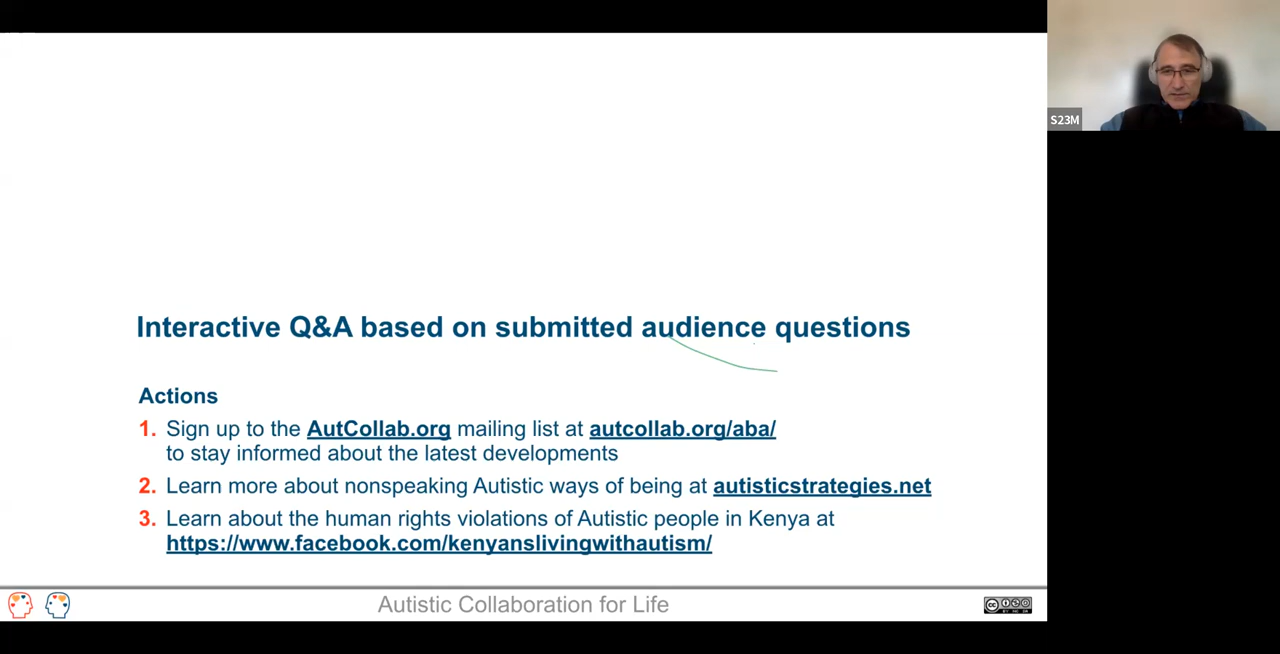 Interactive Q&A based on submitted audience questions
Actions
1. Sign up to the AutCollab.org mailing list at autcollab.org/aba/
to stay informed about the latest developments
2. Learn more about nonspeaking Autistic ways of being at autisticstrategies.net
3. Learn about the human rights violations of Autistic people in Kenya at
https://www.facebook.com/kenyanslivingwithautism/
Autistic Collaboration for Life
S23M